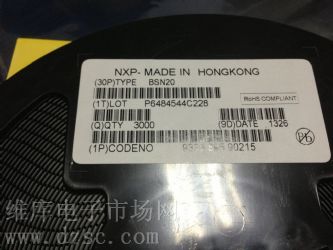 NXP- MADE IN HONGKONG
(30P)TYPE BSN20
RoHS COMPLIANT
(1T)LOT P6484544C228
(Q)QTY 3000
(9D)DATE 1326
(1P)CODENO 90215
维库电子市场网
www.dzsc.com